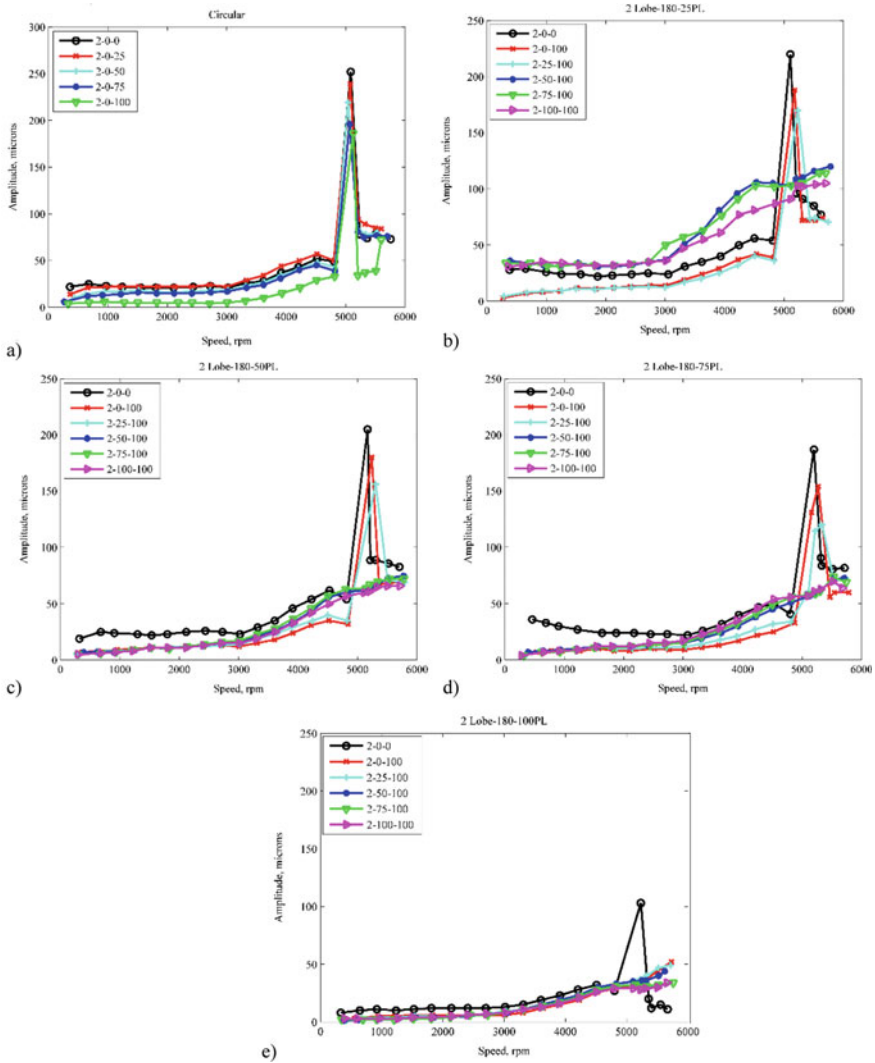 Circular
300
250
200
150
100
50
0
Amplitude, microns
2-0-0
2-0-25
2-0-50
2-0-75
2-0-100
0 1000 2000 3000 4000 5000 6000
Speed, rpm
a)
2 Lobe-180-25PL
250
200
150
100
50
0
Amplitude, microns
2-0-0
2-0-100
2-25-100
2-50-100
2-75-100
2-100-100
0 1000 2000 3000 4000 5000 6000
Speed, rpm
b)
2 Lobe-180-50PL
250
200
150
100
50
0
Amplitude, microns
2-0-0
2-0-100
2-25-100
2-50-100
2-75-100
2-100-100
0 1000 2000 3000 4000 5000 6000
Speed, rpm
c)
2 Lobe-180-75PL
250
200
150
100
50
0
Amplitude, microns
2-0-0
2-0-100
2-25-100
2-50-100
2-75-100
2-100-100
0 1000 2000 3000 4000 5000 6000
Speed, rpm
d)
2 Lobe-180-100PL
250
200
150
100
50
0
Amplitude, microns
2-0-0
2-0-100
2-25-100
2-50-100
2-75-100
2-100-100
0 1000 2000 3000 4000 5000 6000
Speed, rpm
e)